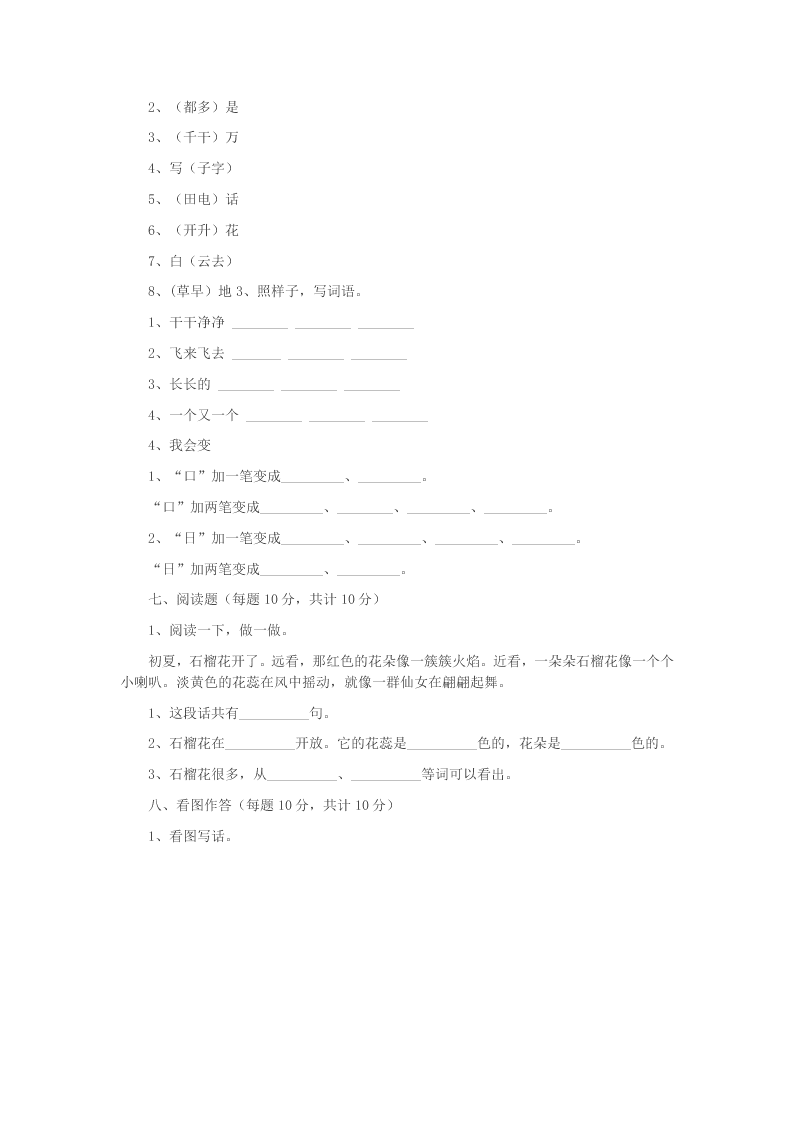 2、（都多）是
3、（千干）万
4、写（子字）
5、（田电）话
6、（开升）花
7、白（云去）
8、(草早）地 3、照样子，写词语。
1、干干净净 ________ ________ ________
2、飞来飞去 ________ ________ ________
3、长长的 ________ ________ ________
4、一个又一个 ________ ________ ________
4、我会变
1、“口”加一笔变成_________、_________。
“口”加两笔变成_________、________、_________、_________。
2、“日”加一笔变成_________、_________、_________、_________。
“日”加两笔变成_________、_________。
七、阅读题（每题 10 分，共计 10 分）
1、阅读一下，做一做。
初夏，石榴花开了。远看，那红色的花朵像一簇簇火焰。近看，一朵朵石榴花像一个个
小喇叭。淡黄色的花蕊在风中摇动，就像一群仙女在翩翩起舞。
1、这段话共有__________句。
2、石榴花在__________开放。它的花蕊是__________色的，花朵是__________色的。
3、石榴花很多，从__________、__________等词可以看出。
八、看图作答（每题 10 分，共计 10 分）
1、看图写话。